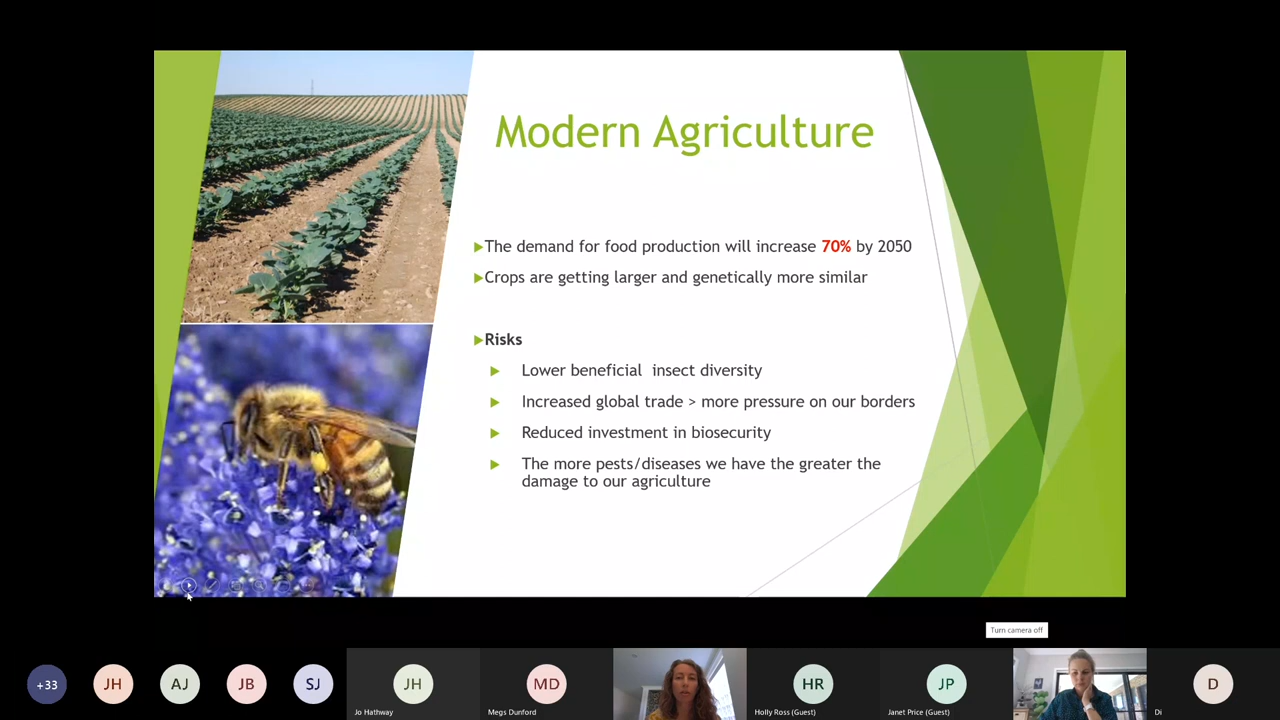 Modern Agriculture
The demand for food production will increase 70% by 2050
Crops are getting larger and genetically more similar
Risks
Lower beneficial insect diversity
Increased global trade > more pressure on our borders
Reduced investment in biosecurity
The more pests/diseases we have the greater the
damage to our agriculture
Turn camera off
+33
JH
AJ
JB
SJ
JH
Jo Hathway
MD
Megs Dunford
HR
Holly Ross (Guest)
JP
Janet Price (Guest)
D
Di